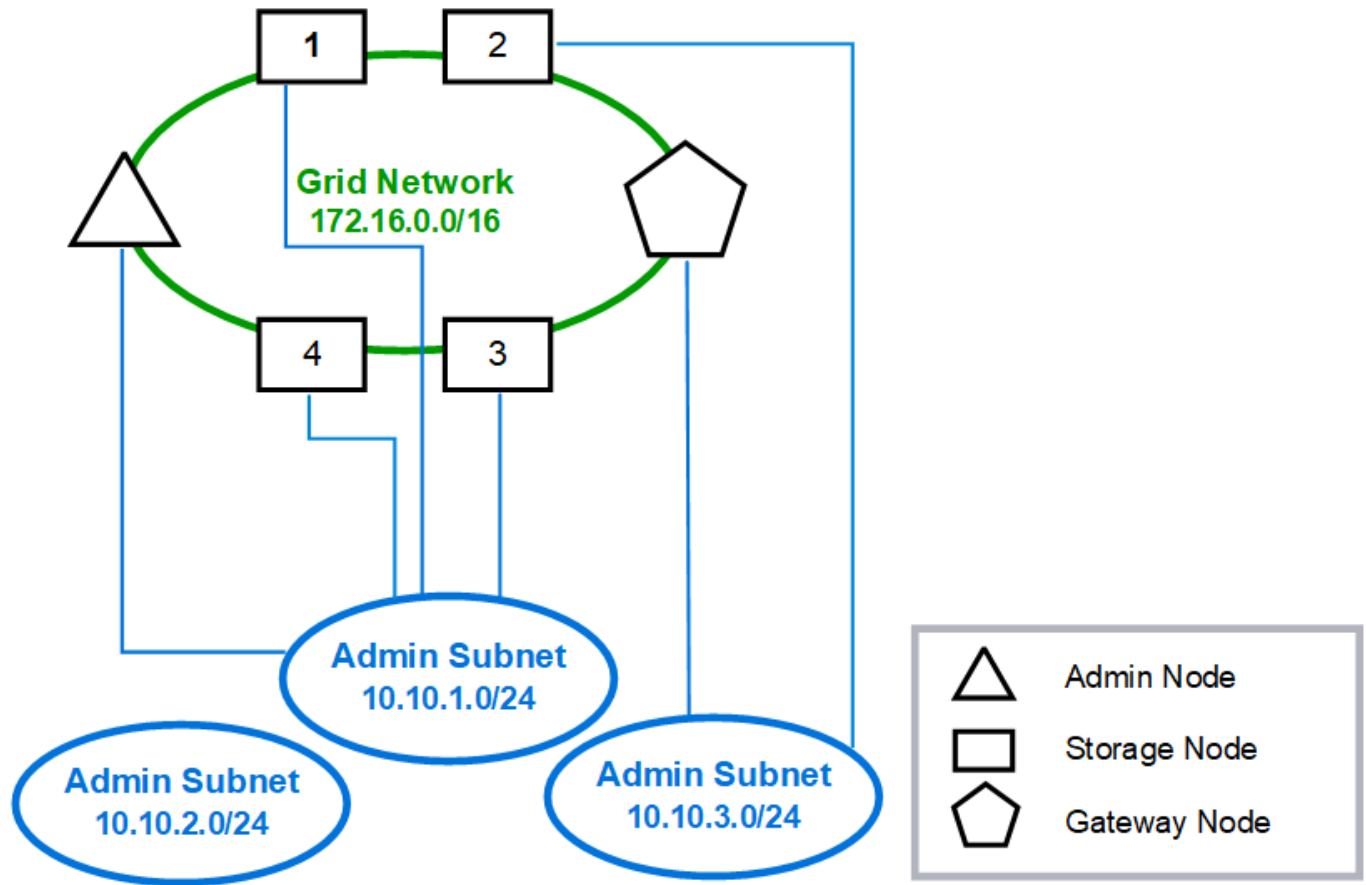 1
2
Grid Network
172.16.0.0/16
4
3
Admin Subnet
10.10.1.0/24
Admin Subnet
10.10.2.0/24
Admin Subnet
10.10.3.0/24
Admin Node
Storage Node
Gateway Node